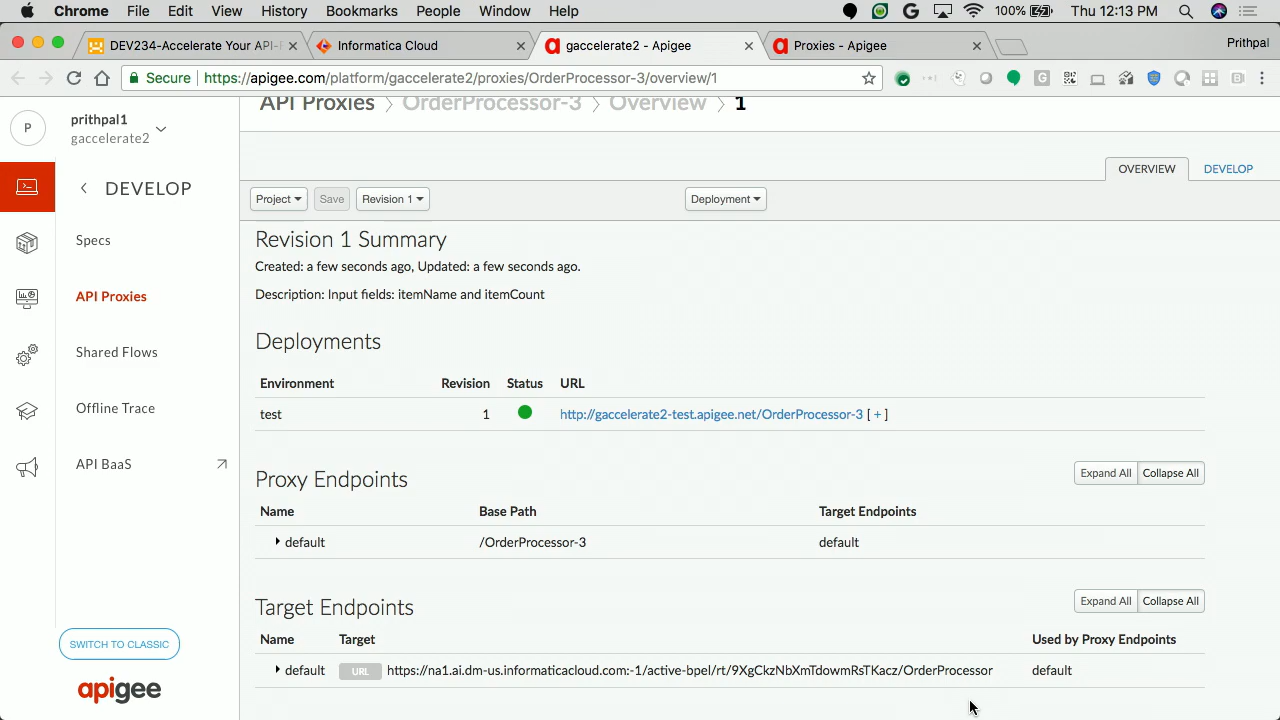 Chrome File Edit View History Bookmarks People Window Help 100% Thu 12:13 PM
DEV234-Accelerate Your API-F
Informatica Cloud
gaccelerate2 - Apigee
Proxies - Apigee
Prithpal
Secure https://apigee.com/platform/gaccelerate2/proxies/OrderProcessor-3/overview/1
P
prithpal1
gaccelerate2
API Proxies > OrderProcessor-3 > Overview > 1
OVERVIEW DEVELOP
DEVELOP
Specs
API Proxies
Shared Flows
Offline Trace
API BaaS
SWITCH TO CLASSIC
apigee
Project Save Revision 1 Deployment
Revision 1 Summary
Created: a few seconds ago, Updated: a few seconds ago.
Description: Input fields: itemName and itemCount
Deployments
Environment Revision Status URL
test 1 http://gaccelerate2-test.apigee.net/OrderProcessor-3 [ + ]
Proxy Endpoints Expand All Collapse All
Name Base Path Target Endpoints
default /OrderProcessor-3 default
Target Endpoints Expand All Collapse All
Name Target Used by Proxy Endpoints
default URL https://na1.ai.dm-us.informaticacloud.com:-1/active-bpel/rt/9XgCkzNbXmTdowmRsTKacz/OrderProcessor default